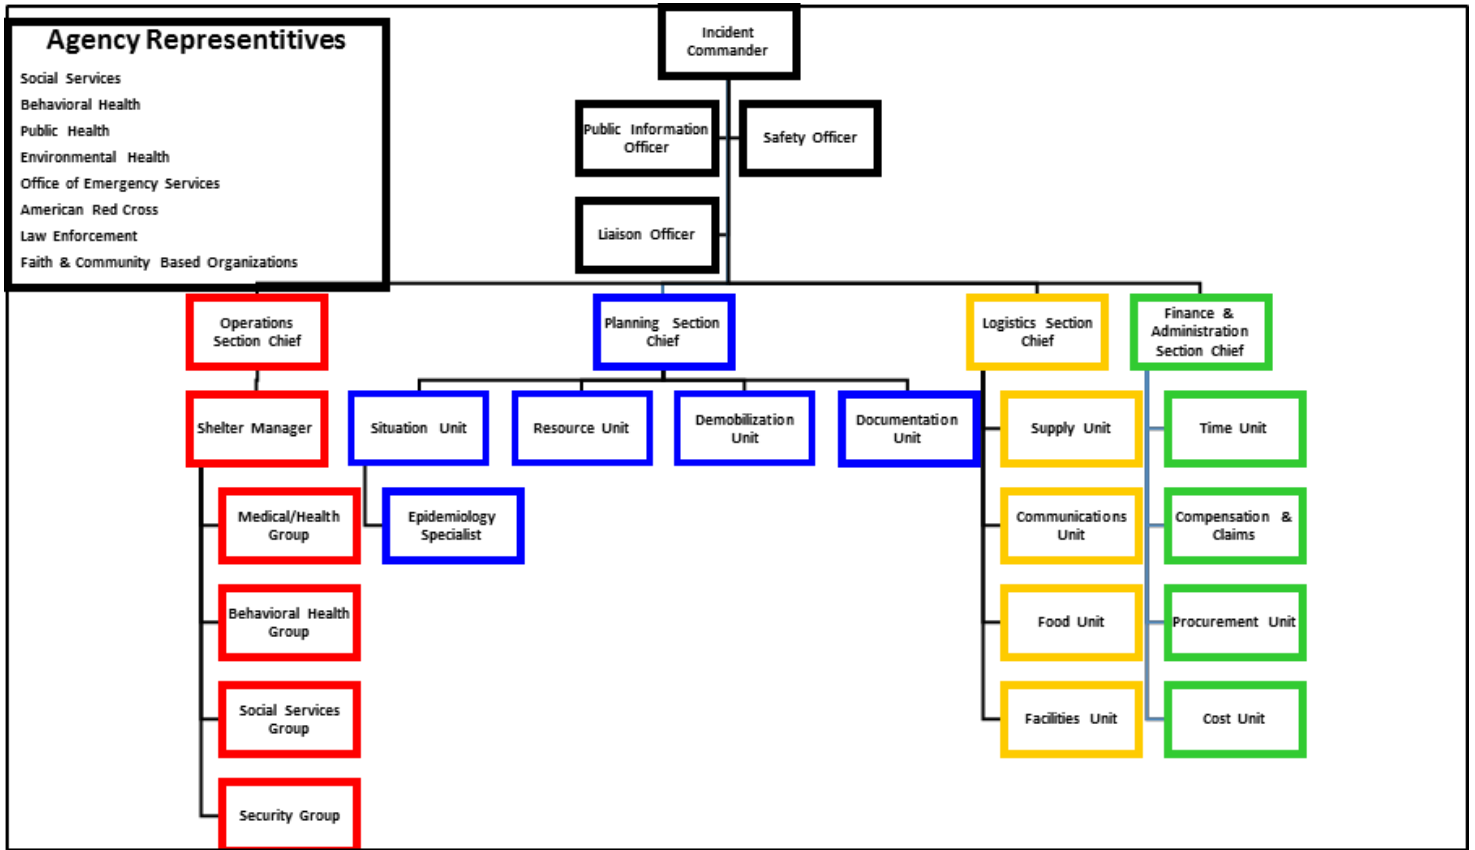 Agency Representitives
Social Services
Behavioral Health
Public Health
Environmental Health
Office of Emergency Services
American Red Cross
Law Enforcement
Faith & Community Based Organizations
Incident
Commander
Public Information
Officer
Safety Officer
Liaison Officer
Operations
Section Chief
Planning Section
Chief
Logistics Section
Chief
Finance &
Administration
Section Chief
Shelter Manager
Situation Unit
Resource Unit
Demobilization
Unit
Documentation
Unit
Supply Unit
Time Unit
Medical/Health
Group
Epidemiology
Specialist
Communications
Unit
Compensation &
Claims
Behavioral Health
Group
Food Unit
Procurement Unit
Social Services
Group
Facilities Unit
Cost Unit
Security Group